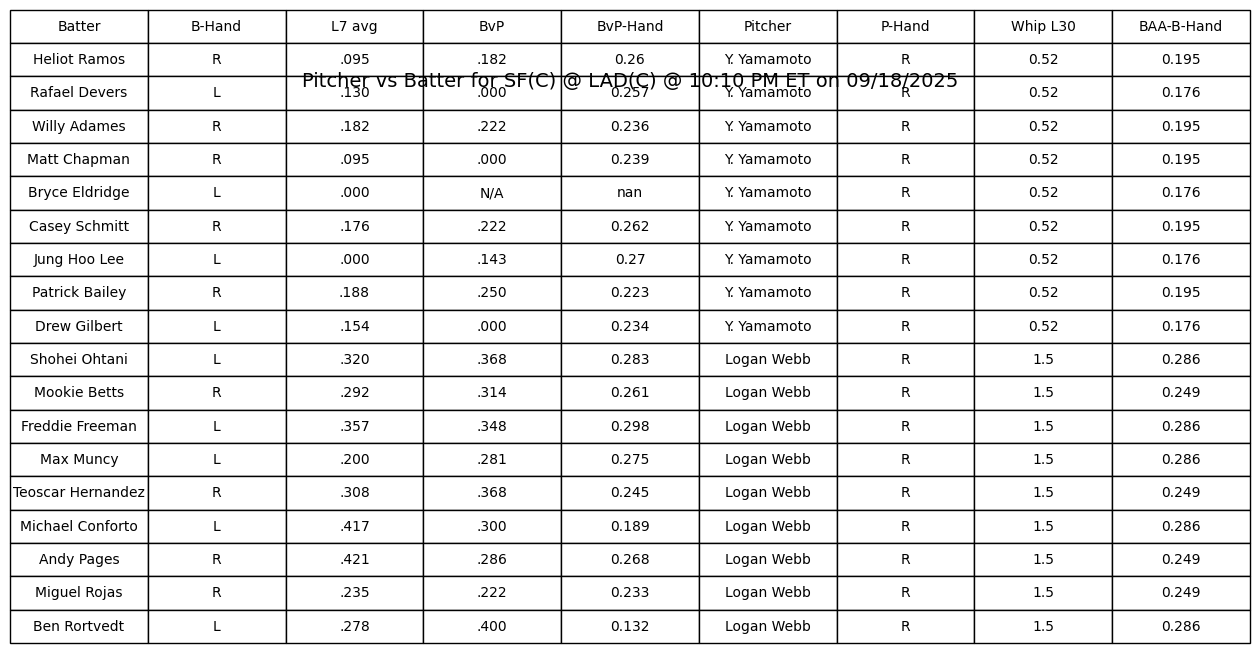 Batter B-Hand L7 avg BvP BvP-Hand Pitcher P-Hand Whip L30 BAA-B-Hand
Heliot Ramos R .095 .182 0.26 Y. Yamamoto R 0.52 0.195
Pitcher vs Batter for SF(C) @ LAD(C) @ 10:10 PM ET on 09/18/2025
Rafael Devers L .130 .000 0.257 Y. Yamamoto R 0.52 0.176
Willy Adames R .182 .222 0.236 Y. Yamamoto R 0.52 0.195
Matt Chapman R .095 .000 0.239 Y. Yamamoto R 0.52 0.195
Bryce Eldridge L .000 N/A nan Y. Yamamoto R 0.52 0.176
Casey Schmitt R .176 .222 0.262 Y. Yamamoto R 0.52 0.195
Jung Hoo Lee L .000 .143 0.27 Y. Yamamoto R 0.52 0.176
Patrick Bailey R .188 .250 0.223 Y. Yamamoto R 0.52 0.195
Drew Gilbert L .154 .000 0.234 Y. Yamamoto R 0.52 0.176
Shohei Ohtani L .320 .368 0.283 Logan Webb R 1.5 0.286
Mookie Betts R .292 .314 0.261 Logan Webb R 1.5 0.249
Freddie Freeman L .357 .348 0.298 Logan Webb R 1.5 0.286
Max Muncy L .200 .281 0.275 Logan Webb R 1.5 0.286
Teoscar Hernandez R .308 .368 0.245 Logan Webb R 1.5 0.249
Michael Conforto L .417 .300 0.189 Logan Webb R 1.5 0.286
Andy Pages R .421 .286 0.268 Logan Webb R 1.5 0.249
Miguel Rojas R .235 .222 0.233 Logan Webb R 1.5 0.249
Ben Rortvedt L .278 .400 0.132 Logan Webb R 1.5 0.286